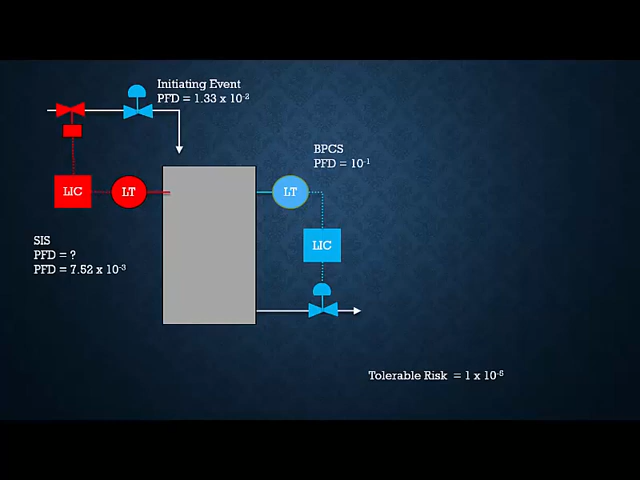 Initiating Event
PFD = 1.33 x 10⁻²
BPCS
PFD = 10⁻¹
LIC
LT
LT
LIC
SIS
PFD = ?
PFD = 7.52 x 10⁻³
Tolerable Risk = 1 x 10⁻⁵